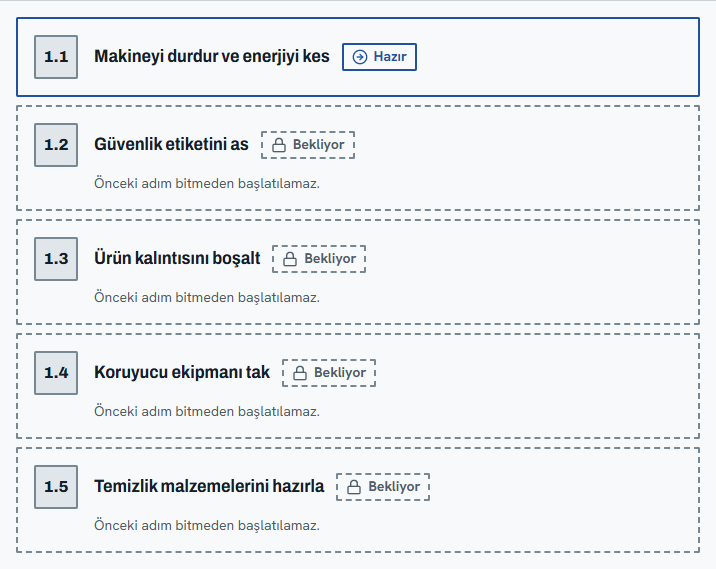 1.1 Makineyi durdur ve enerjiyi kes Hazır
1.2 Güvenlik etiketini as Bekliyor
Önceki adım bitmeden başlatılamaz.
1.3 Ürün kalıntısını boşalt Bekliyor
Önceki adım bitmeden başlatılamaz.
1.4 Koruyucu ekipmanı tak Bekliyor
Önceki adım bitmeden başlatılamaz.
1.5 Temizlik malzemelerini hazırla Bekliyor
Önceki adım bitmeden başlatılamaz.